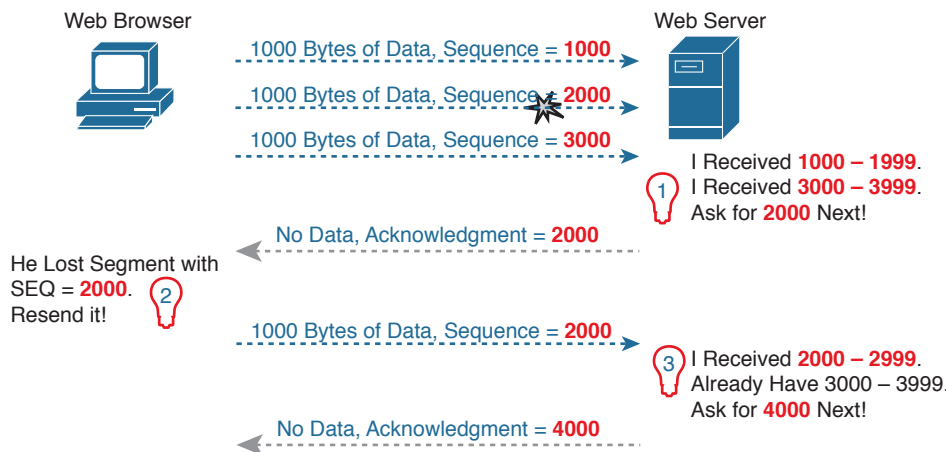 Web Browser
Web Server
1000 Bytes of Data, Sequence = 1000
1000 Bytes of Data, Sequence = 2000
1000 Bytes of Data, Sequence = 3000
1
I Received 1000 – 1999.
I Received 3000 – 3999.
Ask for 2000 Next!
No Data, Acknowledgment = 2000
He Lost Segment with
SEQ = 2000.
Resend it!
2
1000 Bytes of Data, Sequence = 2000
3
I Received 2000 – 2999.
Already Have 3000 – 3999.
Ask for 4000 Next!
No Data, Acknowledgment = 4000